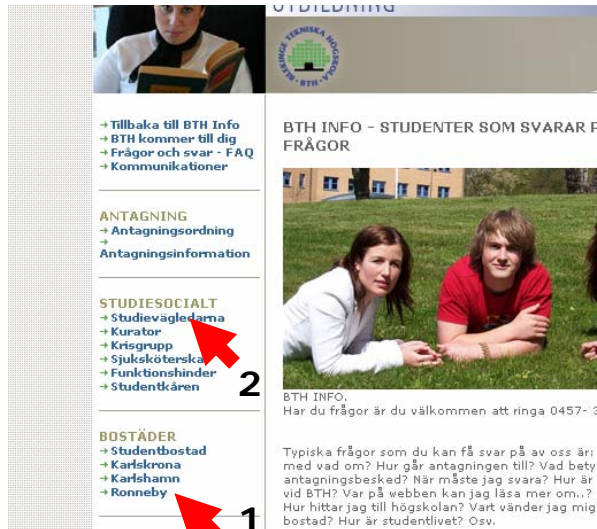 UTBILDNING
BLEKINGE TEKNISKA HÖGSKOLA
BTH
Tillbaka till BTH Info
BTH kommer till dig
Frågor och svar - FAQ
Kommunikationer
ANTAGNING
Antagningsordning
Antagningsinformation
STUDIESOCIALT
Studievägledarna
Kurator
Krisgrupp
Sjuksköterska
Funktionshinder
Studentkåren
2
BOSTÄDER
Studentbostad
Karlskrona
Karlshamn
Ronneby
1
BTH INFO - STUDENTER SOM SVARAR P
FRÅGOR
BTH INFO.
Har du frågor är du välkommen att ringa 0457- 3
Typiska frågor som du kan få svar på av oss är:
med vad om? Hur går antagningen till? Vad bety
antagningsbesked? När måste jag svara? Hur är
vid BTH? Var på webben kan jag läsa mer om..?
Hur hittar jag till högskolan? Vart vänder jag mig
bostad? Hur är studentlivet? Osv.